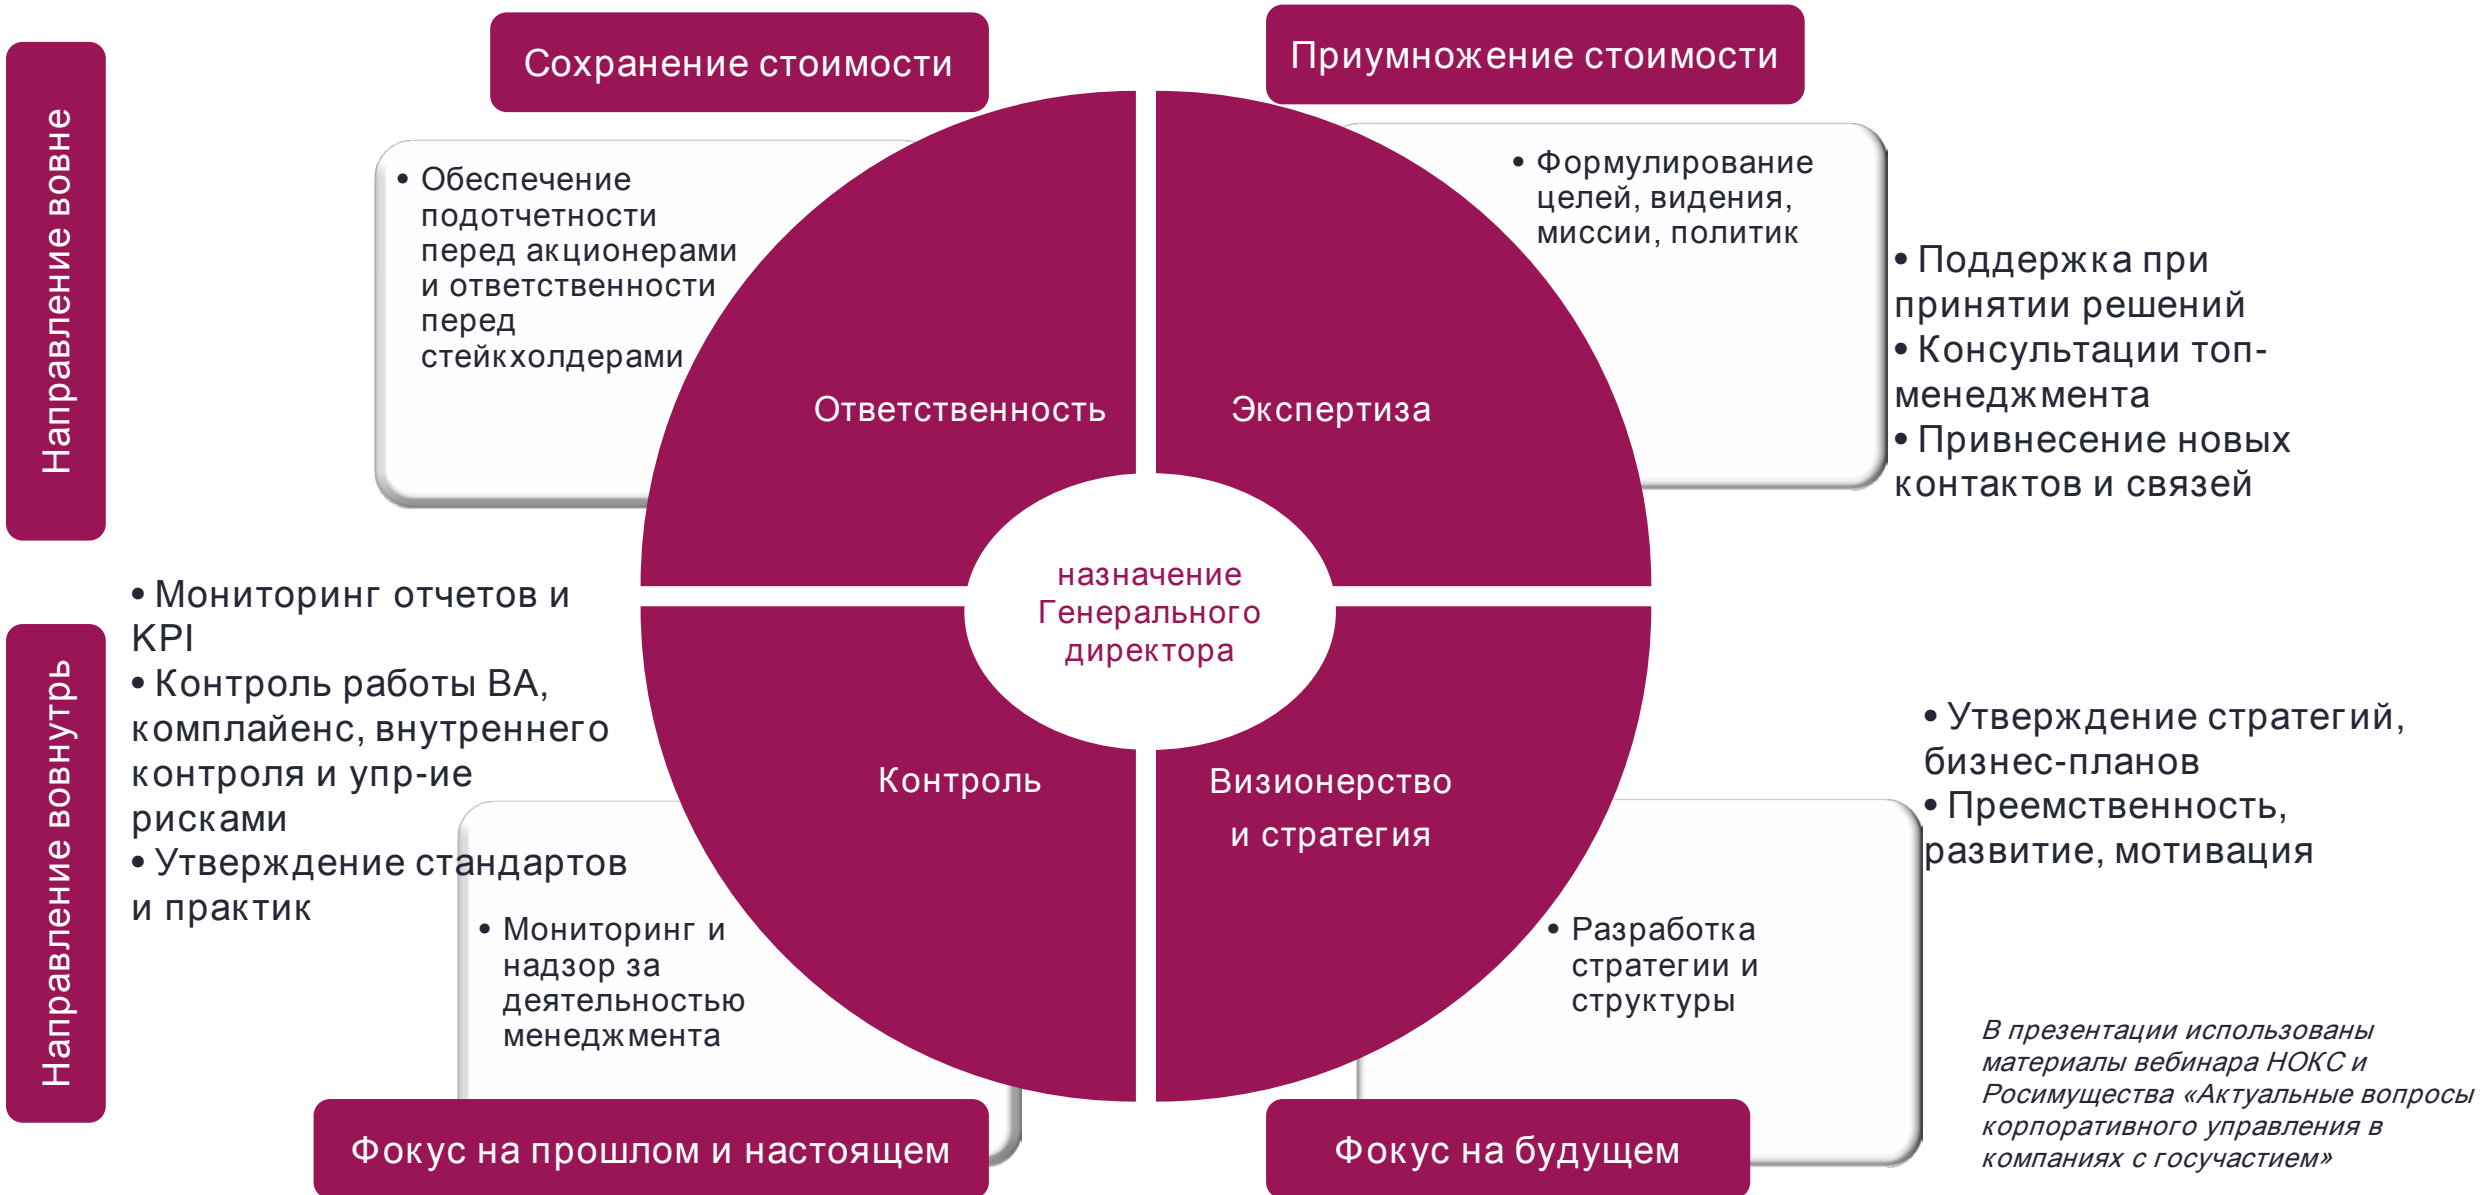 Сохранение стоимости
Приумножение стоимости
Направление вовне
• Обеспечение
подотчетности
перед акционерами
и ответственности
перед
стейкхолдерами
Ответственность
Экспертиза
• Формулирование
целей, видения,
миссии, политик
• Поддержка при
принятии решений
• Консультации топ-
менеджмента
• Привнесение новых
контактов и связей
назначение
Генерального
директора
Направление вовнутрь
• Мониторинг отчетов и
KPI
• Контроль работы ВА,
комплайенс, внутреннего
контроля и упр-ие
рисками
• Утверждение стандартов
и практик
• Мониторинг и
надзор за
деятельностью
менеджмента
Контроль
Визионерство
и стратегия
• Разработка
стратегии и
структуры
• Утверждение стратегий,
бизнес-планов
• Преемственность,
развитие, мотивация
Фокус на прошлом и настоящем
Фокус на будущем
В презентации использованы
материалы вебинара НОКС и
Росимущества «Актуальные вопросы
корпоративного управления в
компаниях с госучастием»